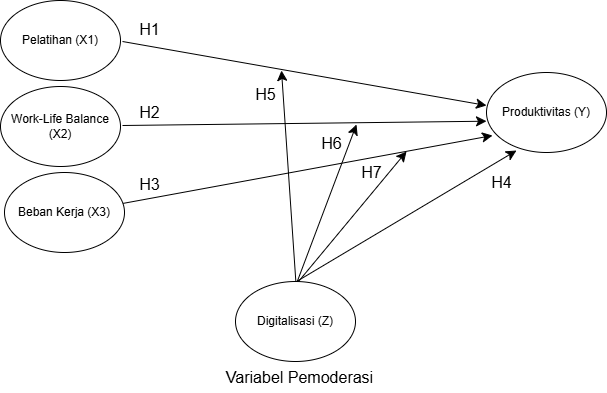 Pelatihan (X1)
H1
H5
Work-Life Balance
(X2)
H2
Produktivitas (Y)
H6
H7
Beban Kerja (X3)
H3
H4
Digitalisasi (Z)
Variabel Pemoderasi